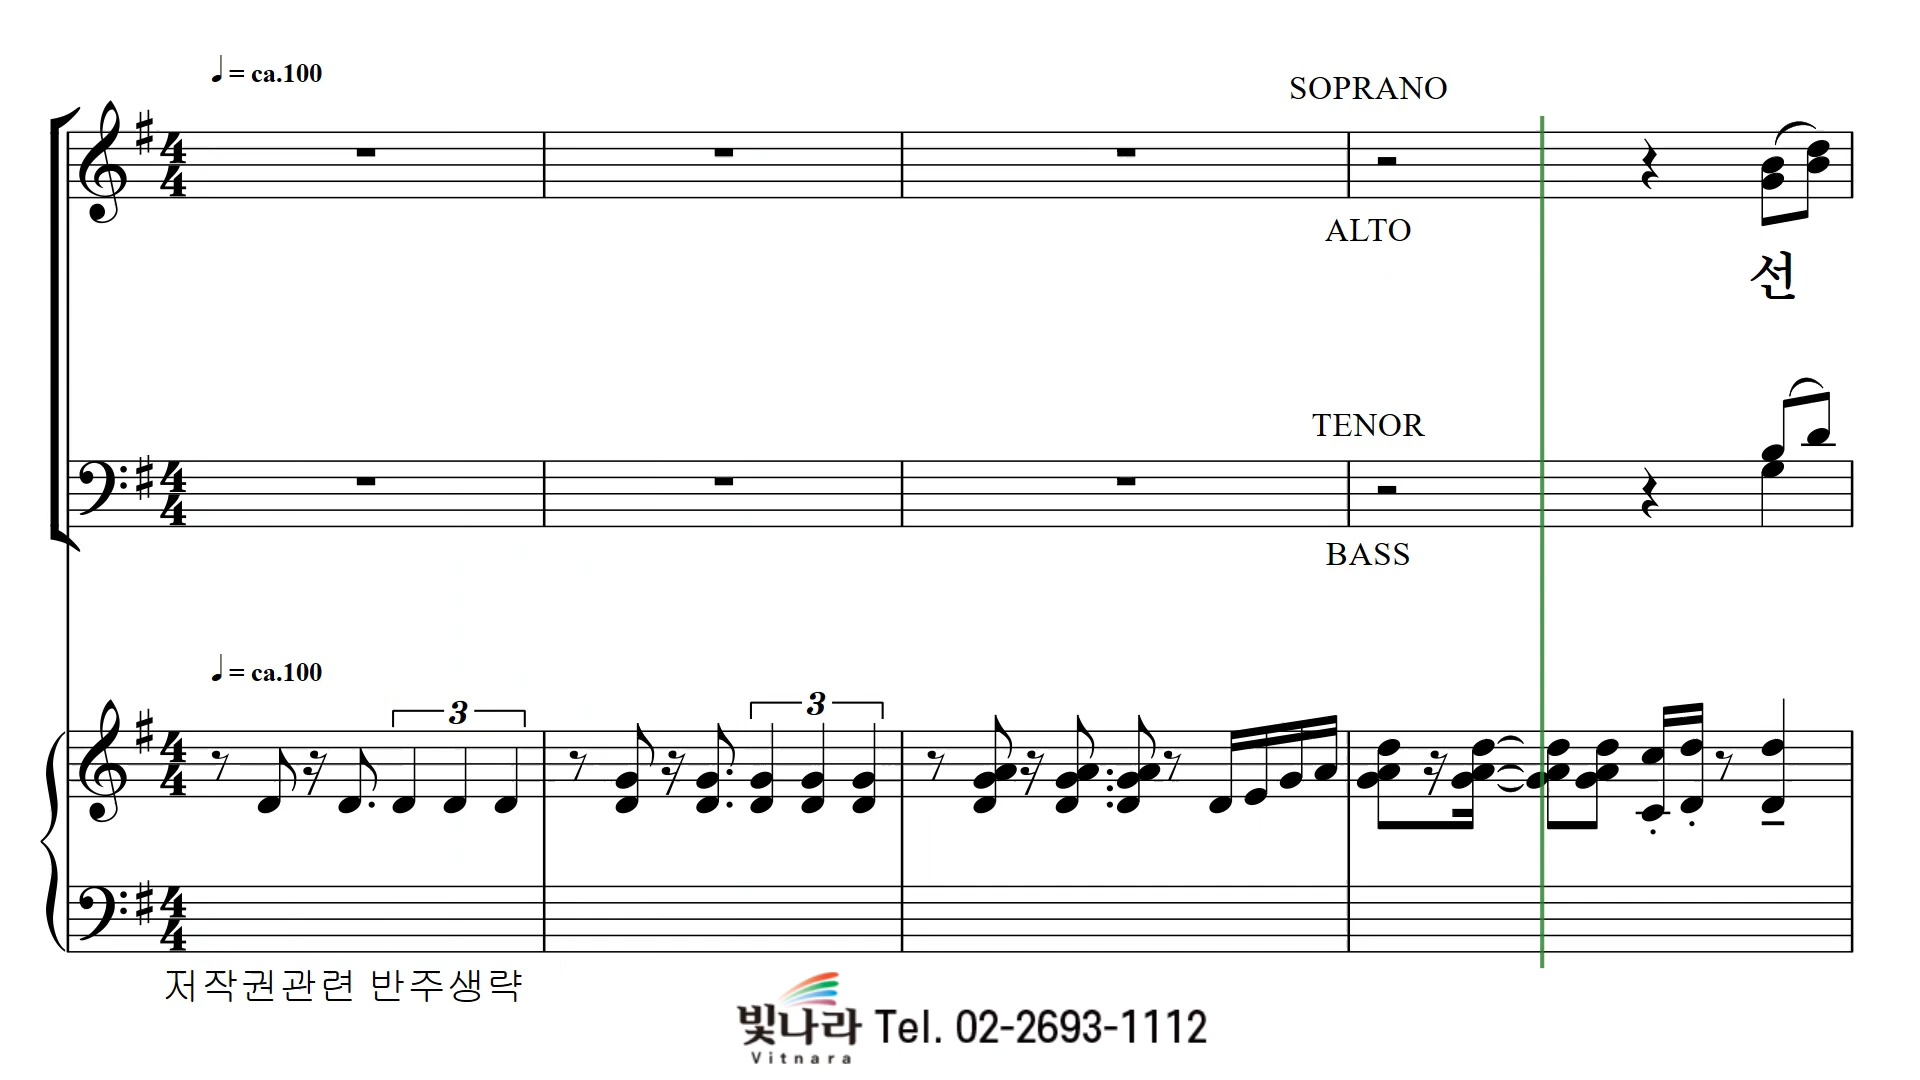 ♩ = ca.100
SOPRANO
ALTO
선
TENOR
BASS
♩ = ca.100
3
3
저작권관련 반주생략
빛나라 Tel. 02-2693-1112
Vitnara